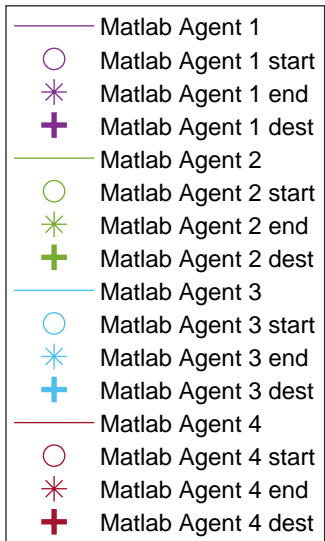 Matlab Agent 1
Matlab Agent 1 start
Matlab Agent 1 end
Matlab Agent 1 dest
Matlab Agent 2
Matlab Agent 2 start
Matlab Agent 2 end
Matlab Agent 2 dest
Matlab Agent 3
Matlab Agent 3 start
Matlab Agent 3 end
Matlab Agent 3 dest
Matlab Agent 4
Matlab Agent 4 start
Matlab Agent 4 end
Matlab Agent 4 dest